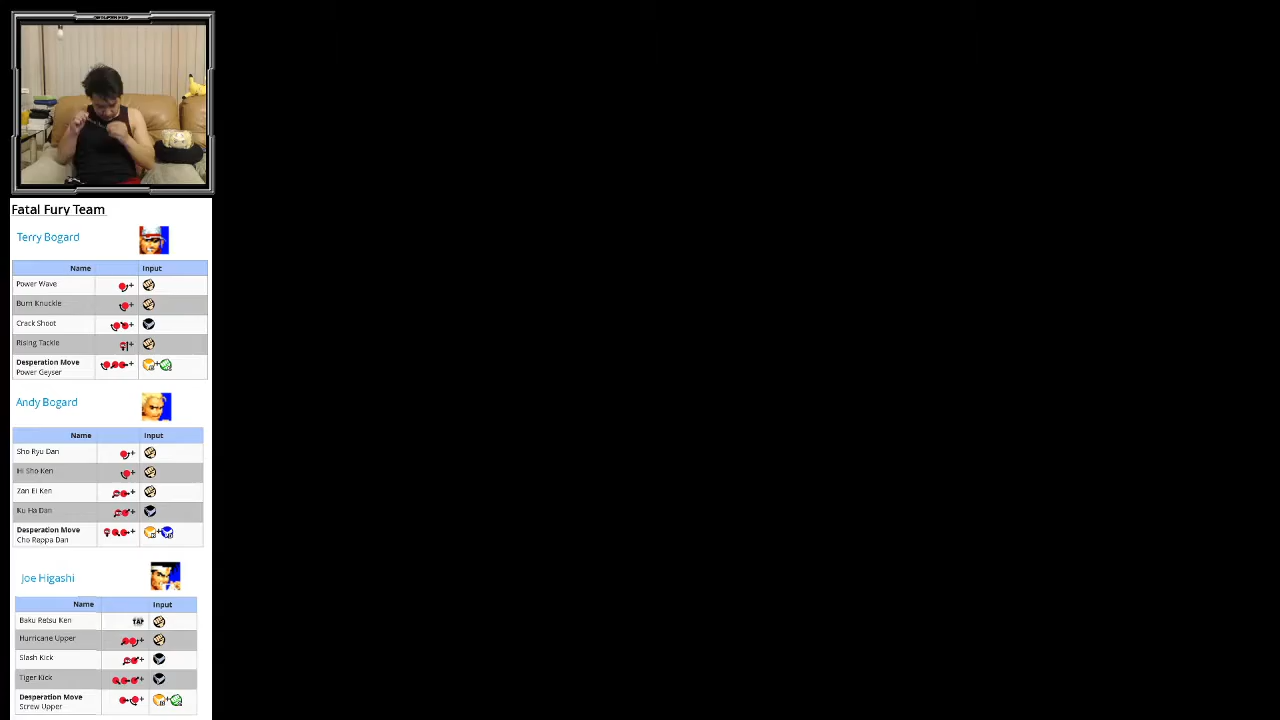 Fatal Fury Team
Terry Bogard
Name Input
Power Wave +
Burn Knuckle +
Crack Shoot +
Rising Tackle +
Desperation Move + +
Power Geyser
Andy Bogard
Name Input
Sho Ryu Dan +
Hi Sho Ken +
Zan Ei Ken +
Ku Ha Dan +
Desperation Move + +
Cho Reppa Dan
Joe Higashi
Name Input
Baku Retsu Ken TAP
Hurricane Upper +
Slash Kick +
Tiger Kick +
Desperation Move + +
Screw Upper